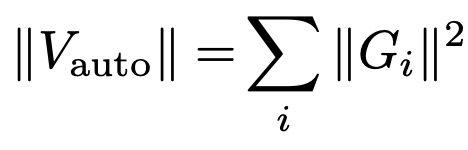 ‖V_auto‖ = ∑_i ‖G_i‖²